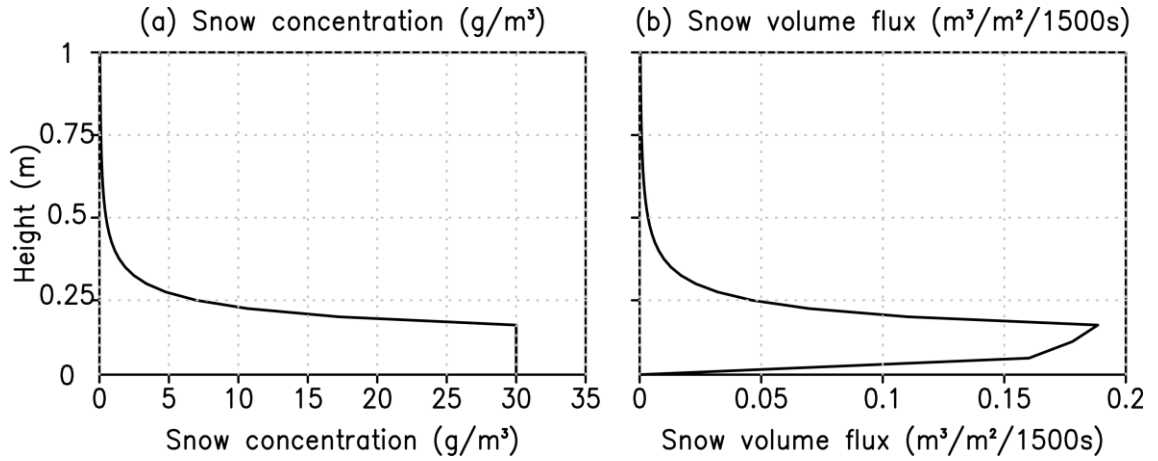 (a) Snow concentration (g/m³)
(b) Snow volume flux (m³/m²/1500s)
1
0.75
0.5
0.25
0
Height (m)
0 5 10 15 20 25 30 35
0 0.05 0.1 0.15 0.2
Snow concentration (g/m³)
Snow volume flux (m³/m²/1500s)